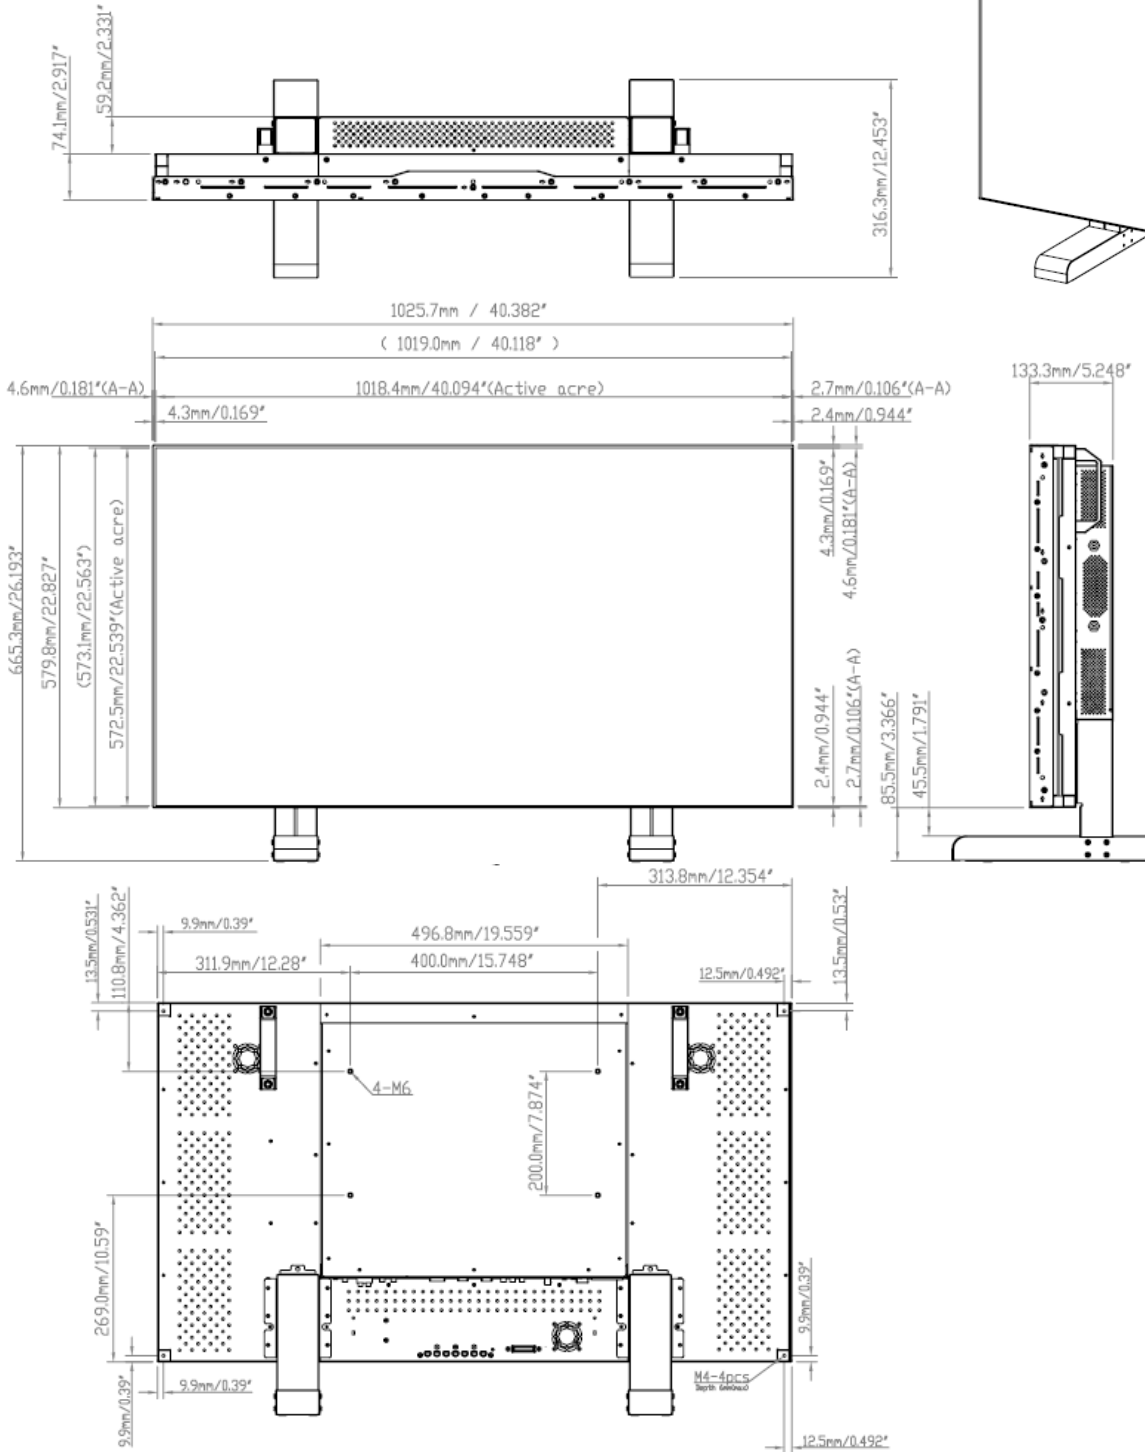 74.1mm/2.917"
59.2mm/2.331"
316.3mm/12.453"
1025.7mm / 40.382"
( 1019.0mm / 40.118" )
4.6mm/0.181"(A-A)
1018.4mm/40.094"(Active acre)
2.7mm/0.106"(A-A)
4.3mm/0.169"
2.4mm/0.944"
133.3mm/5.248"
665.3mm/26.193"
579.8mm/22.827"
(573.1mm/22.563")
572.5mm/22.539"(Active acre)
4.3mm/0.169"
4.6mm/0.181"(A-A)
2.4mm/0.944"
2.7mm/0.106"(A-A)
85.5mm/3.366"
45.5mm/1.791"
313.8mm/12.354"
13.5mm/0.531"
110.8mm/4.362"
9.9mm/0.39"
496.8mm/19.559"
311.9mm/12.28"
400.0mm/15.748"
12.5mm/0.492"
13.5mm/0.53"
4-M6
200.0mm/7.874"
269.0mm/10.59"
9.9mm/0.39"
M4-4pcs
Depth 6mm(max)
9.9mm/0.39"
9.9mm/0.39"
12.5mm/0.492"